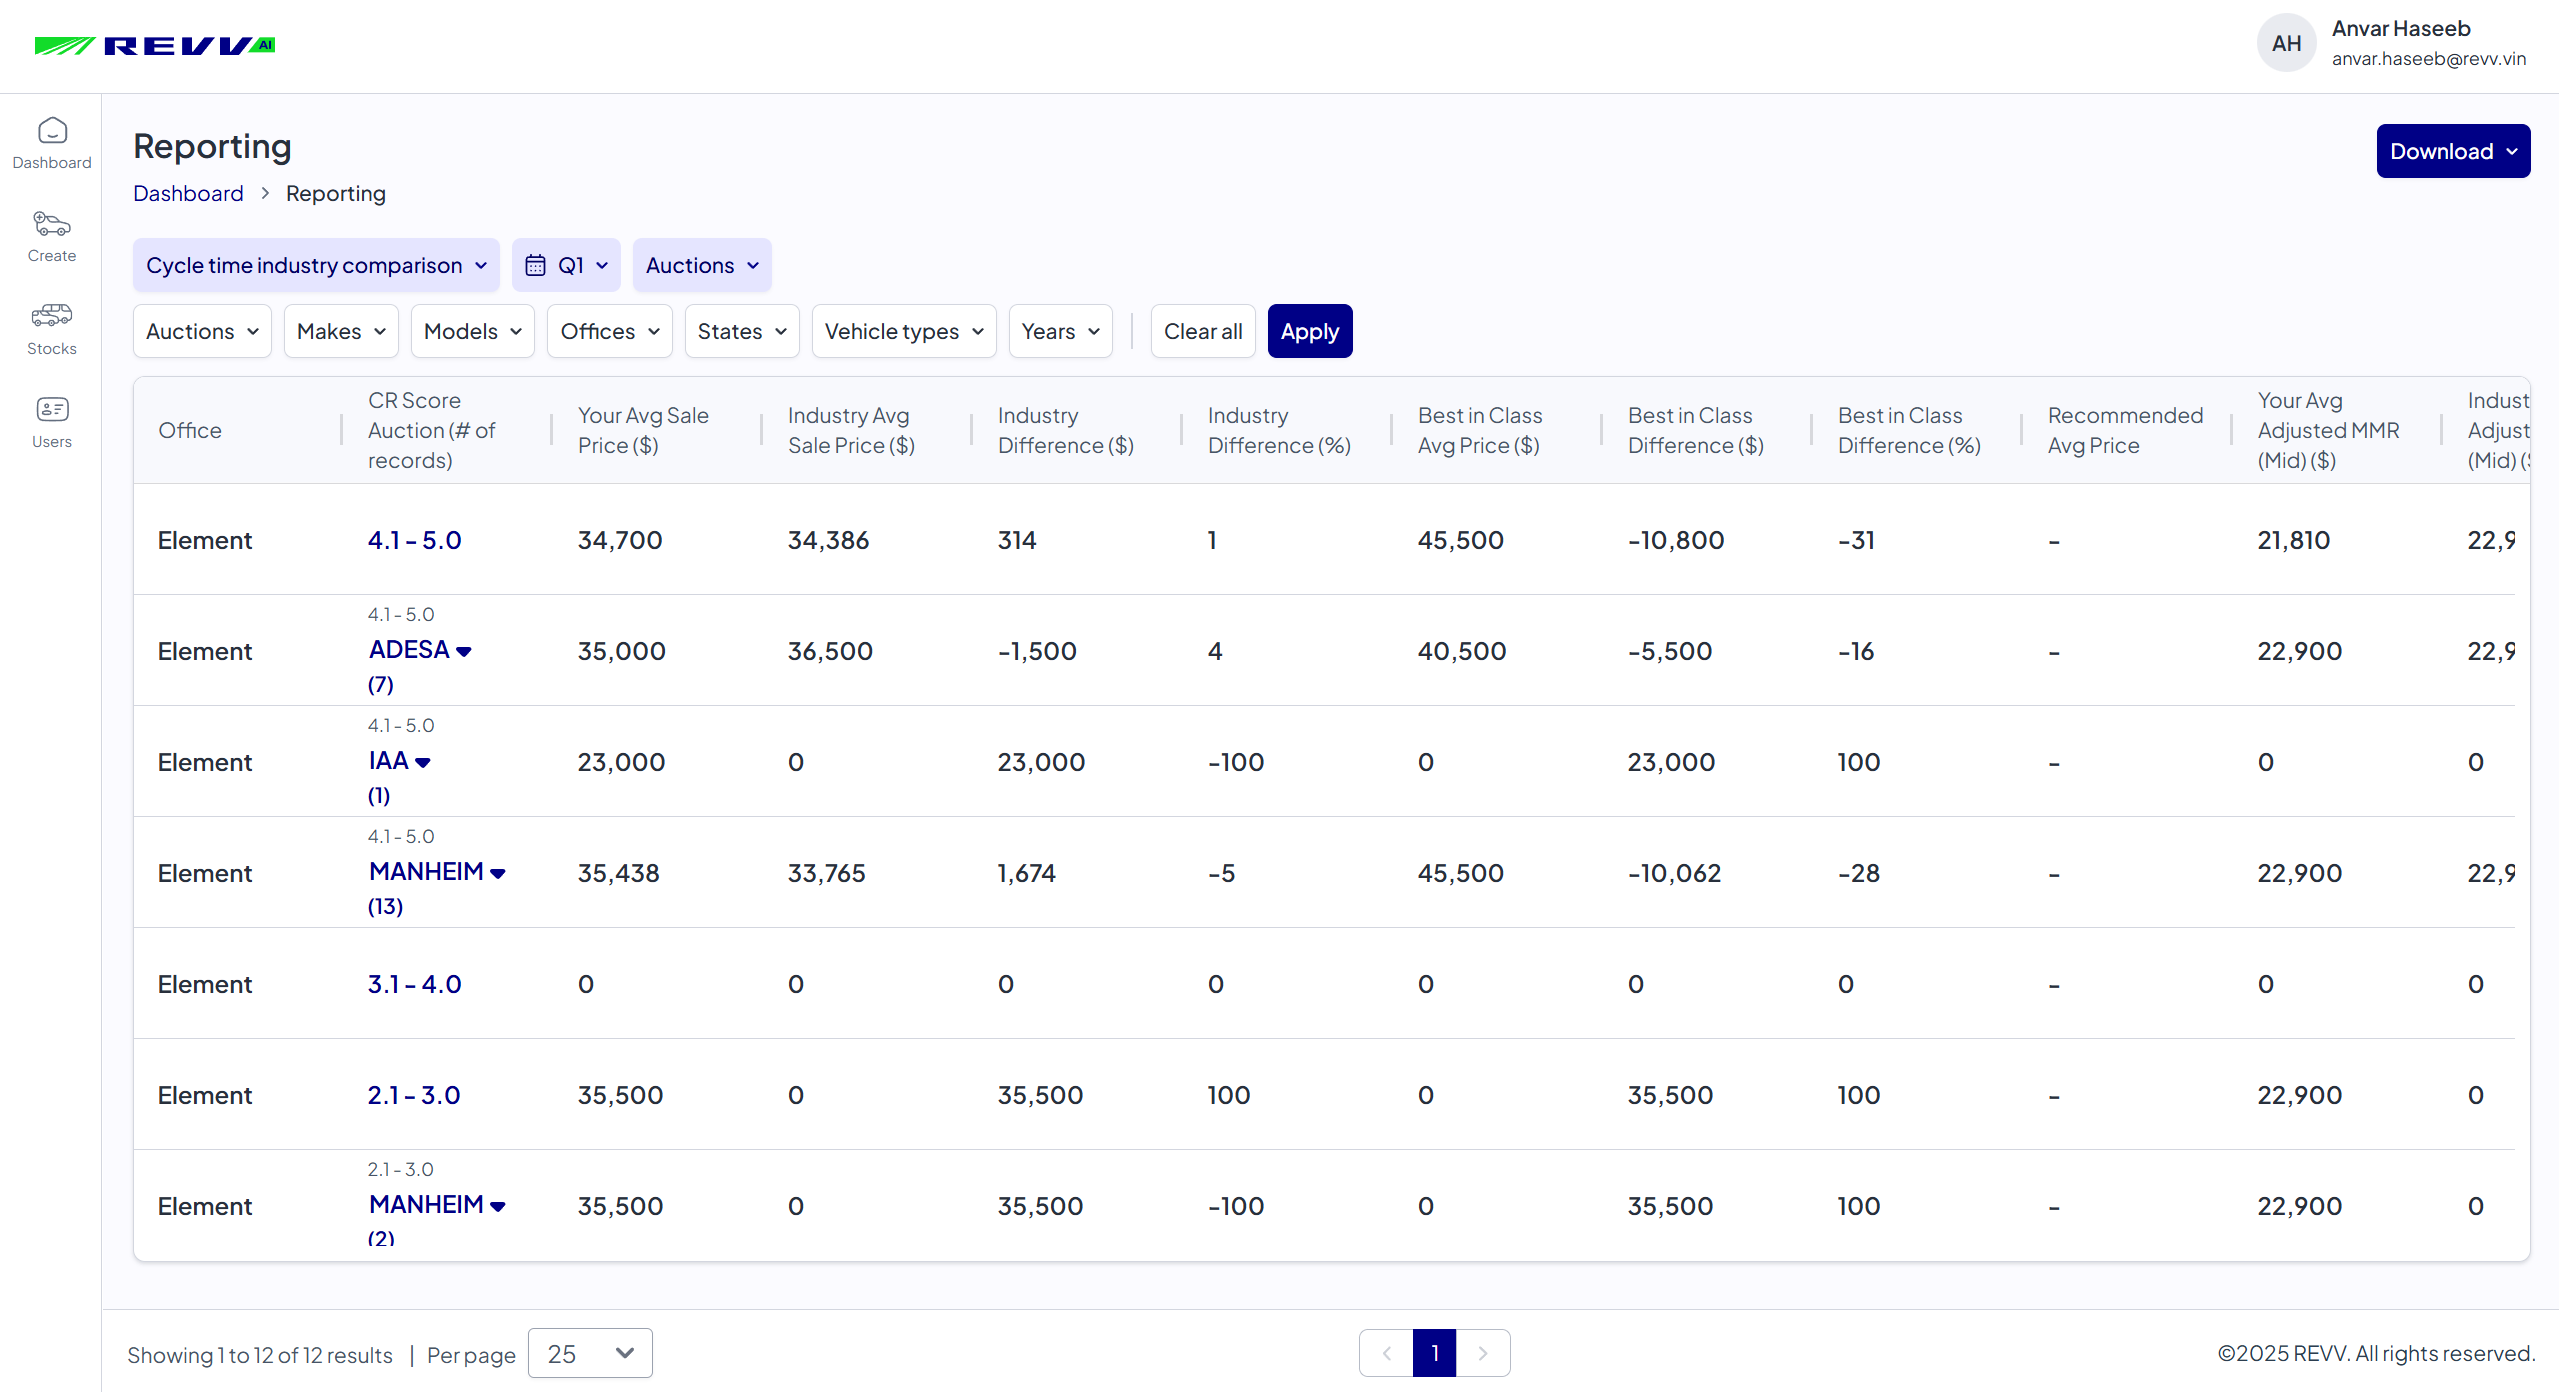 REVV AI
AH
Anvar Haseeb
anvar.haseeb@revv.vin
Dashboard
Create
Stocks
Users
Reporting
Download
Dashboard > Reporting
Cycle time industry comparison
Q1
Auctions
Auctions
Makes
Models
Offices
States
Vehicle types
Years
Clear all
Apply
Office
CR Score
Auction (# of
records)
Your Avg Sale
Price ($)
Industry Avg
Sale Price ($)
Industry
Difference ($)
Industry
Difference (%)
Best in Class
Avg Price ($)
Best in Class
Difference ($)
Best in Class
Difference (%)
Recommended
Avg Price
Your Avg
Adjusted MMR
(Mid) ($)
Indust
Adjust
(Mid) ($
Element 4.1 - 5.0 34,700 34,386 314 1 45,500 -10,800 -31 - 21,810 22,9
4.1 - 5.0
Element ADESA 35,000 36,500 -1,500 4 40,500 -5,500 -16 - 22,900 22,9
(7)
4.1 - 5.0
Element IAA 23,000 0 23,000 -100 0 23,000 100 - 0 0
(1)
4.1 - 5.0
Element MANHEIM 35,438 33,765 1,674 -5 45,500 -10,062 -28 - 22,900 22,9
(13)
Element 3.1 - 4.0 0 0 0 0 0 0 0 - 0 0
Element 2.1 - 3.0 35,500 0 35,500 100 0 35,500 100 - 22,900 0
2.1 - 3.0
Element MANHEIM 35,500 0 35,500 -100 0 35,500 100 - 22,900 0
(2)
Showing 1 to 12 of 12 results | Per page 25
1
©2025 REVV. All rights reserved.